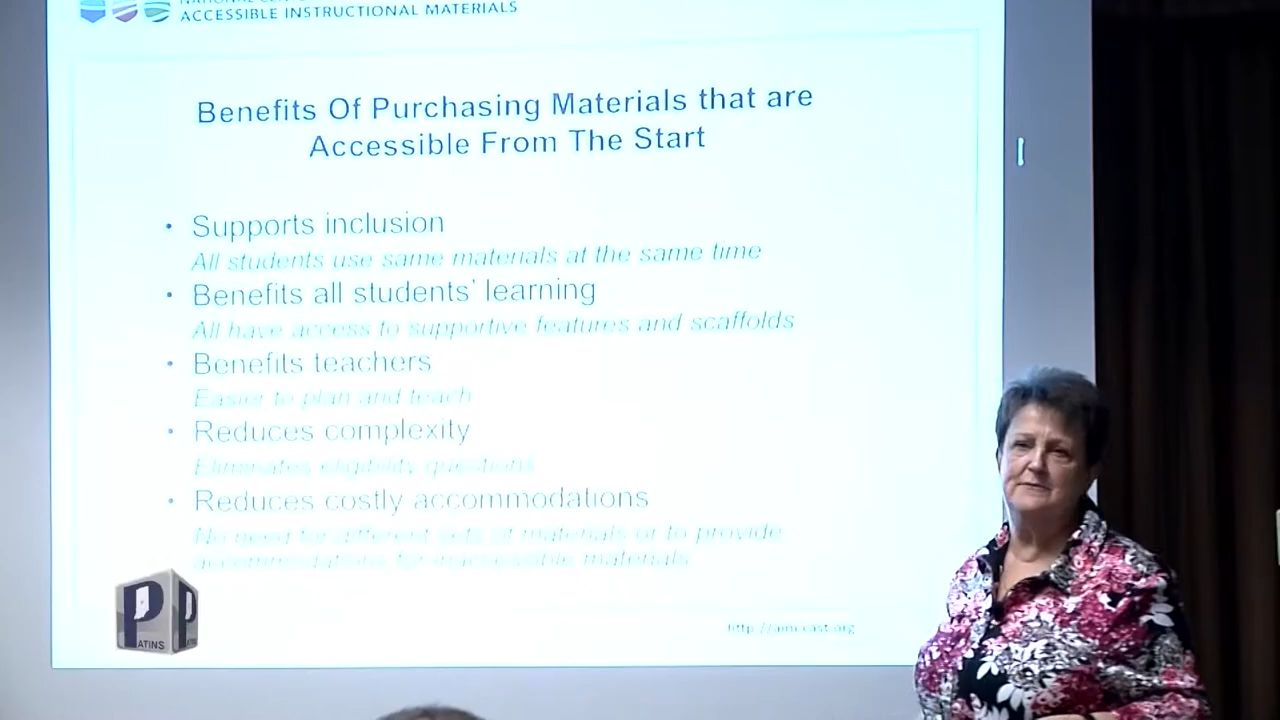 ACCESSIBLE INSTRUCTIONAL MATERIALS
Benefits Of Purchasing Materials that are
Accessible From The Start
• Supports inclusion
All students use same materials at the same time
• Benefits all students' learning
All have access to supportive features and scaffolds
• Benefits teachers
Easier to plan and teach
• Reduces complexity
Eliminates eligibility questions
• Reduces costly accommodations
No need for different sets of materials or to provide
accommodations for inaccessible materials
PATINS
http://aim.cast.org